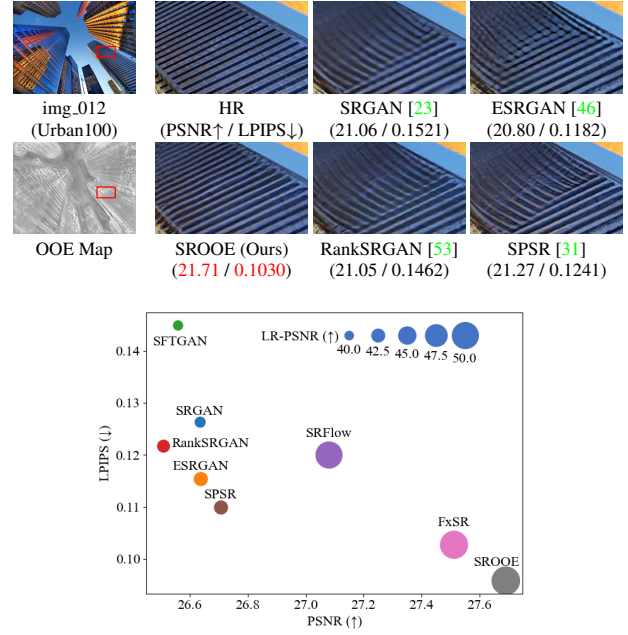 img_012
(Urban100)
HR
(PSNR↑ / LPIPS↓)
SRGAN [23]
(21.06 / 0.1521)
ESRGAN [46]
(20.80 / 0.1182)
OOE Map
SROOE (Ours)
(21.71 / 0.1030)
RankSRGAN [53]
(21.05 / 0.1462)
SPSR [31]
(21.27 / 0.1241)
LR-PSNR (↑)
40.0 42.5 45.0 47.5 50.0
SFTGAN
SRGAN
RankSRGAN
ESRGAN
SPSR
SRFlow
FxSR
SROOE
LPIPS (↓)
0.14
0.13
0.12
0.11
0.10
26.6 26.8 27.0 27.2 27.4 27.6
PSNR (↑)